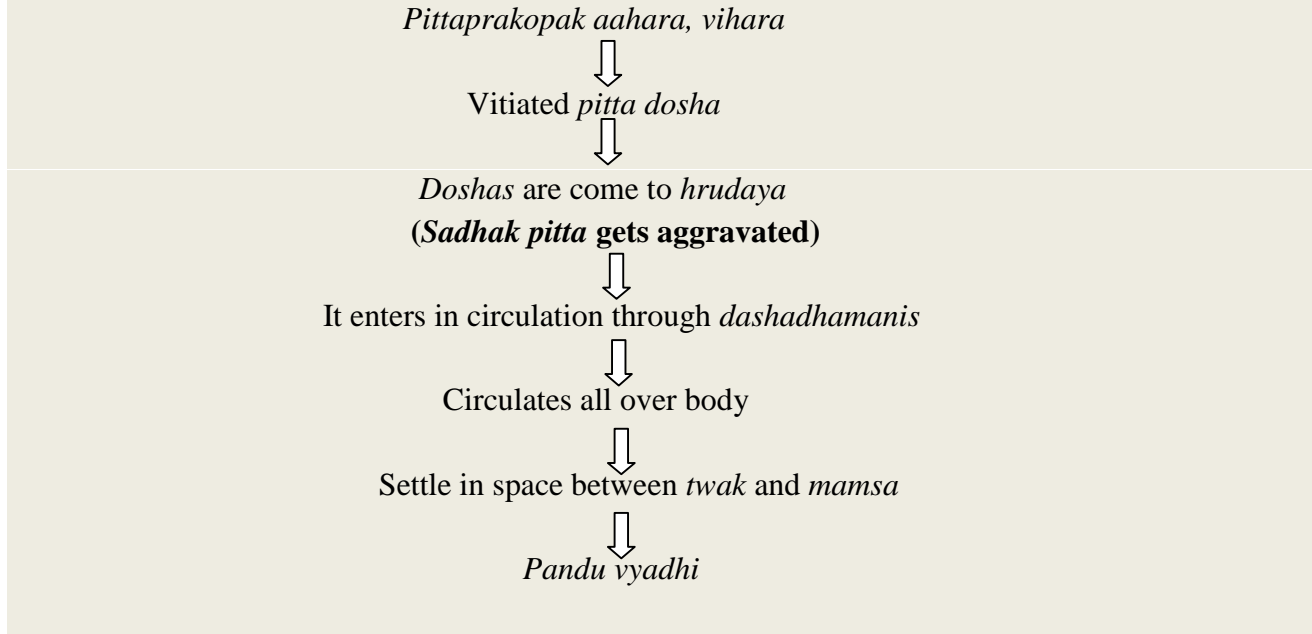 Pittaprakopak aahara, vihara
Vitiated pitta dosha
Doshas are come to hrudaya
(Sadhak pitta gets aggravated)
It enters in circulation through dashadhamanis
Circulates all over body
Settle in space between twak and mamsa
Pandu vyadhi